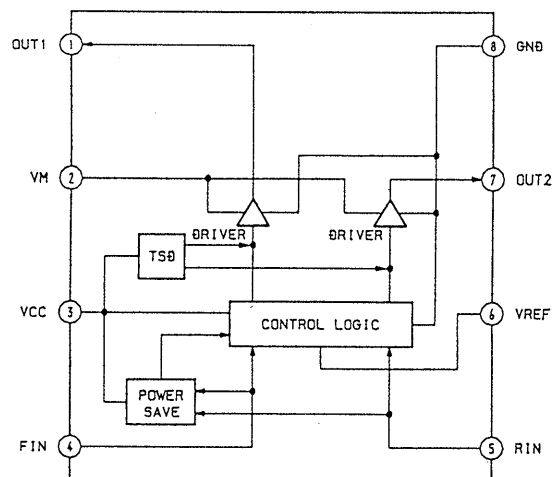 OUT1 1
8 GND
VM 2
7 OUT2
DRIVER
DRIVER
TSD
VCC 3
CONTROL LOGIC
6 VREF
POWER
SAVE
FIN 4
5 RIN